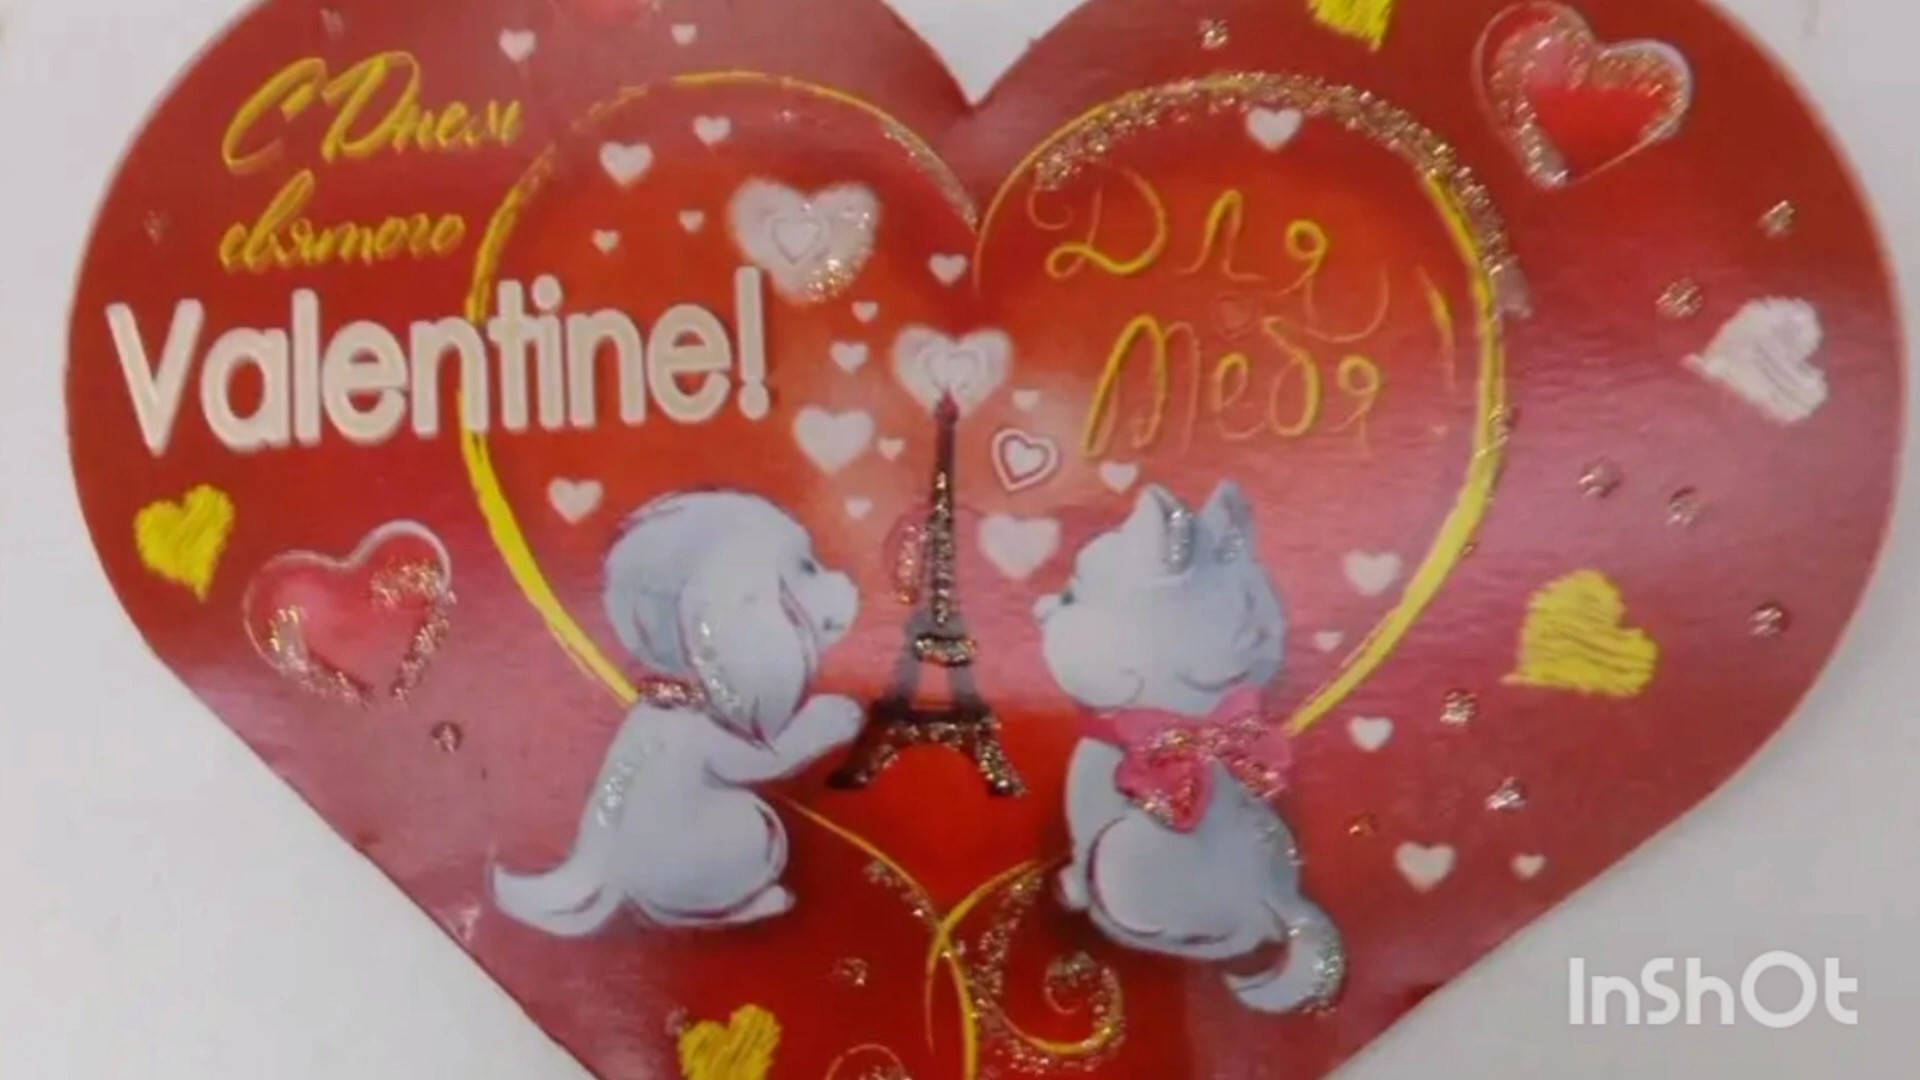 С Днем
святого
Valentine!
Для
Тебя
InShOt